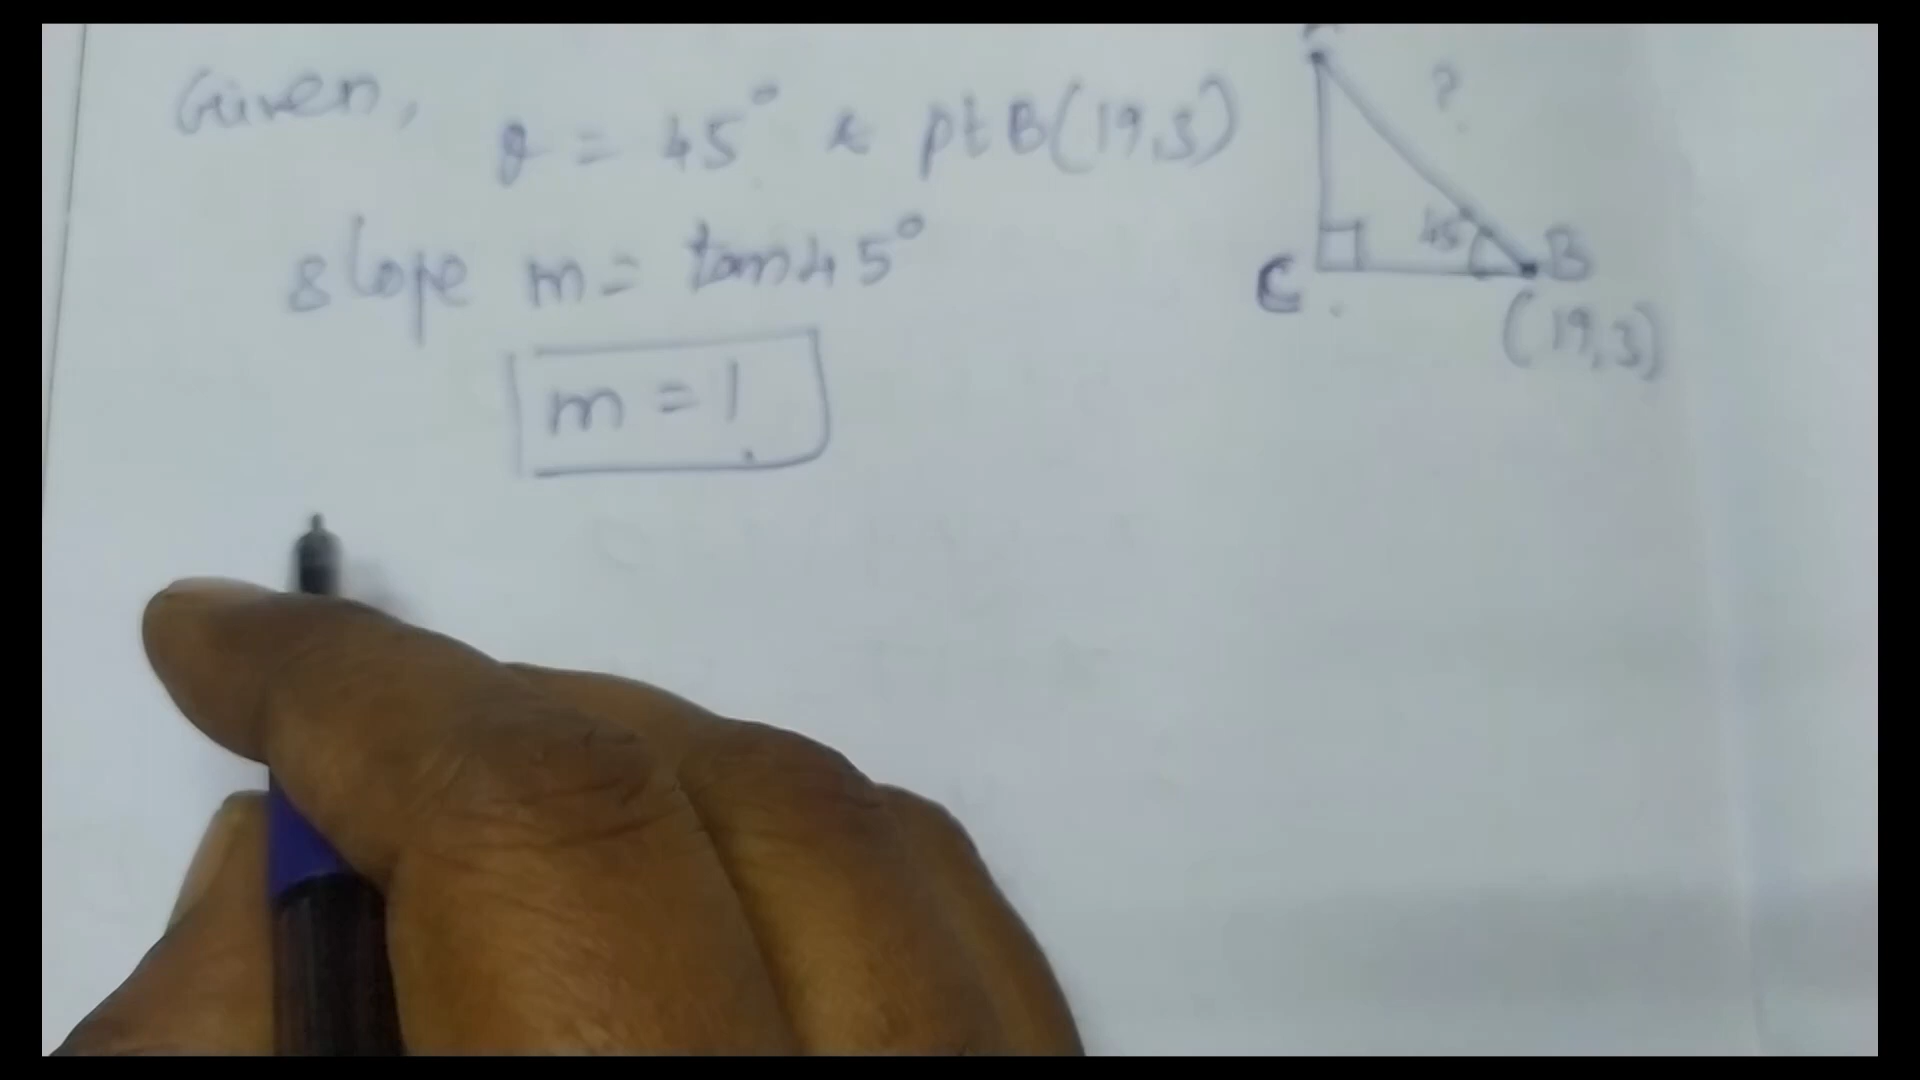 Given,
θ = 45° & pt B(19,3)
slope m = tan45°
m = 1
?
45°
C
B
(19,3)